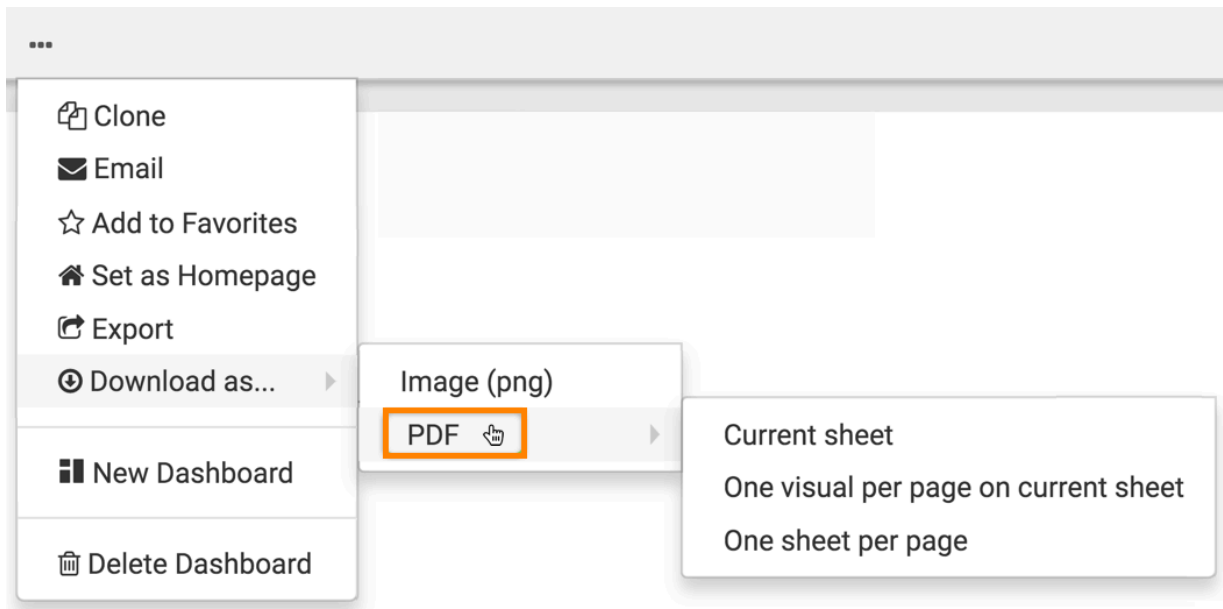 Clone
Email
Add to Favorites
Set as Homepage
Export
Download as...
Image (png)
PDF
Current sheet
One visual per page on current sheet
One sheet per page
New Dashboard
Delete Dashboard